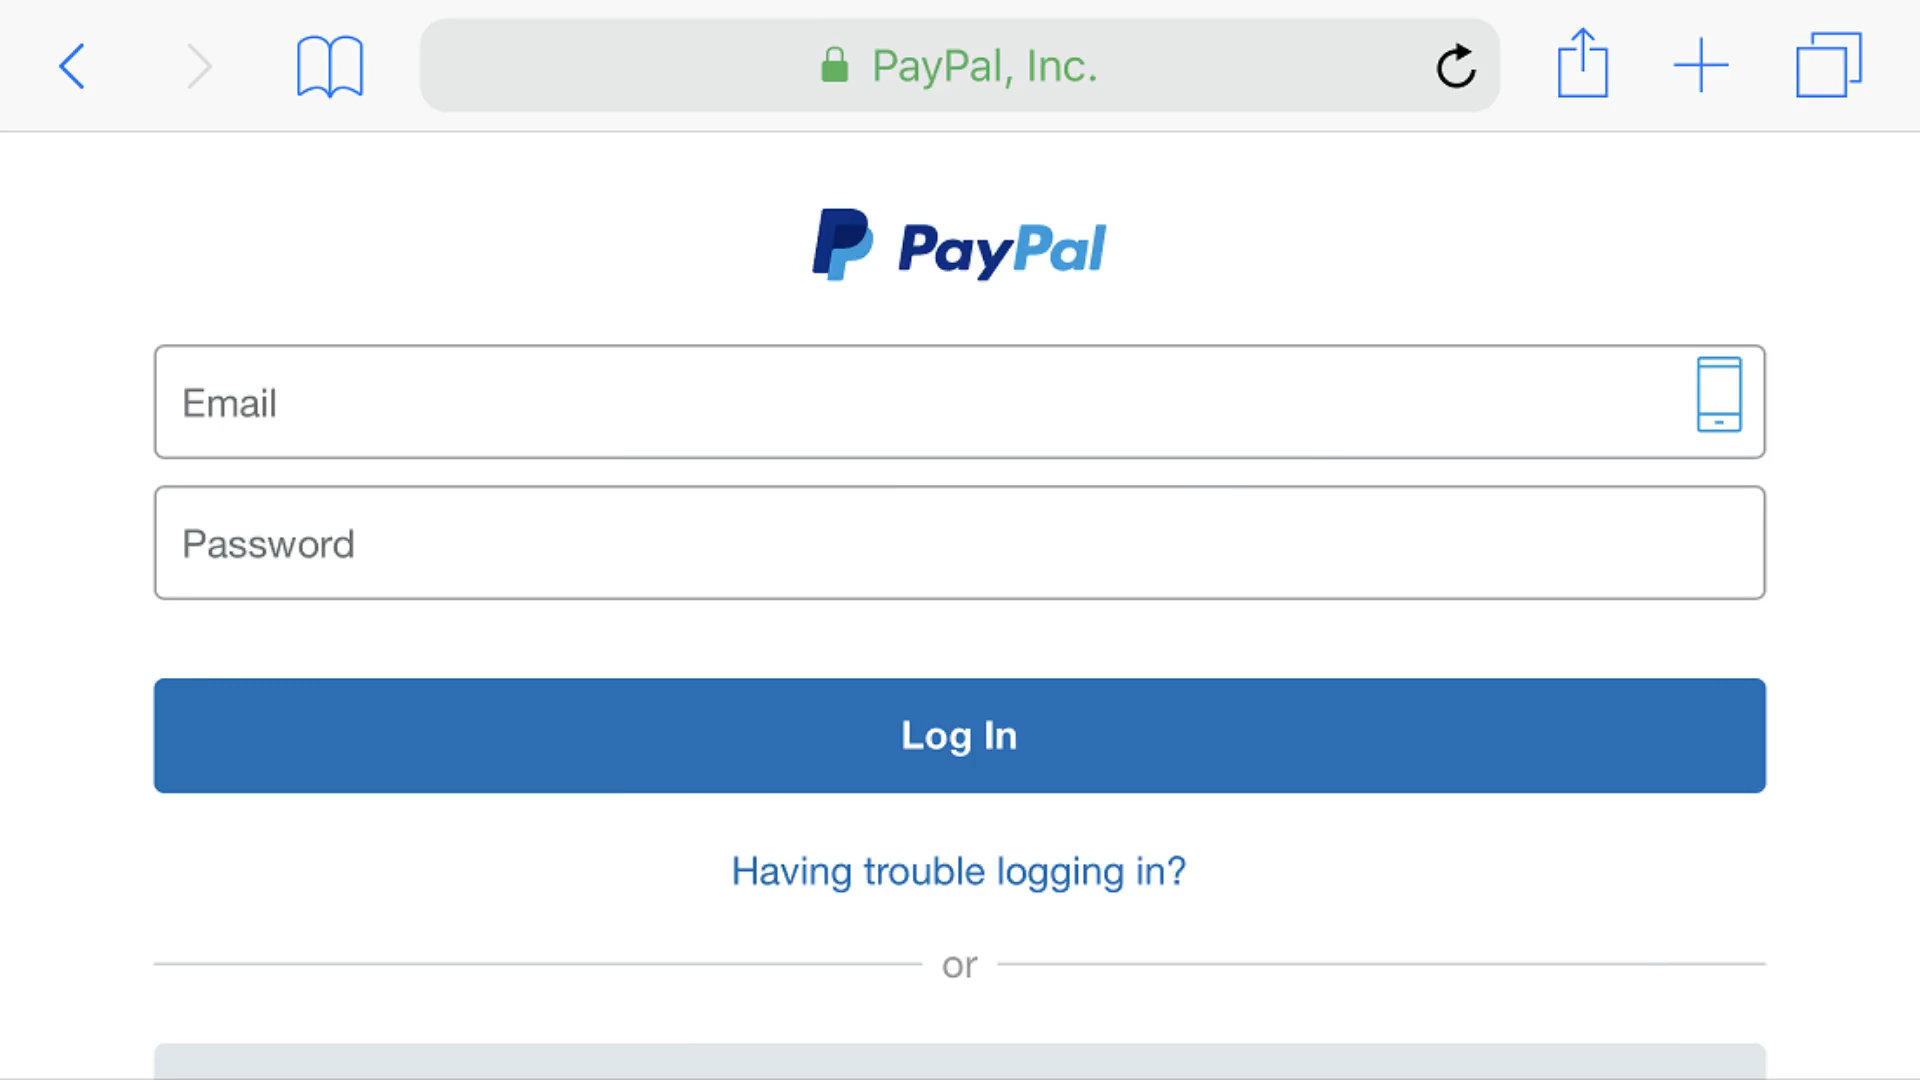 PayPal, Inc.
PayPal
Email
Password
Log In
Having trouble logging in?
or